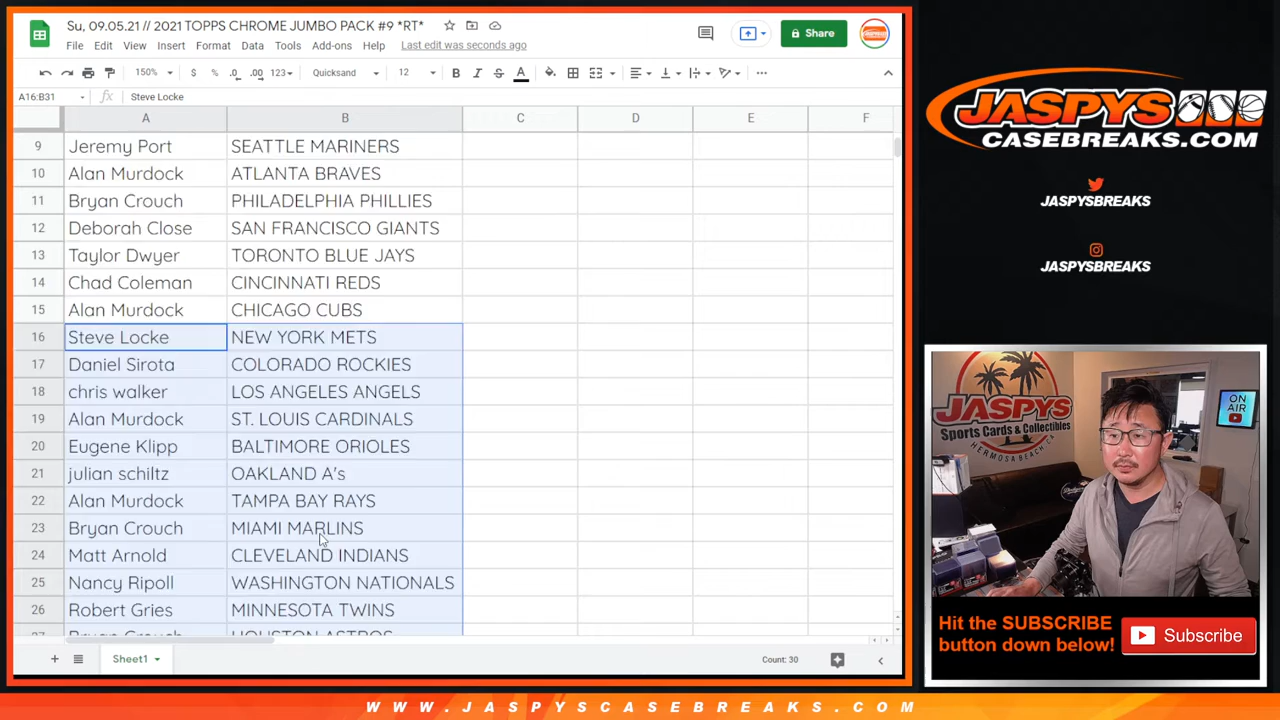 Su, 09.05.21 // 2021 TOPPS CHROME JUMBO PACK #9 *RT*
File Edit View Insert Format Data Tools Add-ons Help Last edit was seconds ago
Share
150% $ % .0 .00 123 Quicksand 12 B I S A
A16:B31 fx Steve Locke
A B C D E F
9 Jeremy Port SEATTLE MARINERS
10 Alan Murdock ATLANTA BRAVES
11 Bryan Crouch PHILADELPHIA PHILLIES
12 Deborah Close SAN FRANCISCO GIANTS
13 Taylor Dwyer TORONTO BLUE JAYS
14 Chad Coleman CINCINNATI REDS
15 Alan Murdock CHICAGO CUBS
16 Steve Locke NEW YORK METS
17 Daniel Sirota COLORADO ROCKIES
18 chris walker LOS ANGELES ANGELS
19 Alan Murdock ST. LOUIS CARDINALS
20 Eugene Klipp BALTIMORE ORIOLES
21 julian schiltz OAKLAND A's
22 Alan Murdock TAMPA BAY RAYS
23 Bryan Crouch MIAMI MARLINS
24 Matt Arnold CLEVELAND INDIANS
25 Nancy Ripoll WASHINGTON NATIONALS
26 Robert Gries MINNESOTA TWINS
27 Bryan Crouch HOUSTON ASTROS
Sheet1
Count: 30
JASPYS
CASEBREAKS.COM
JASPYSBREAKS
JASPYSBREAKS
JASPYS
Sports Cards & Collectibles
HERMOSA BEACH, CA
ON AIR
Hit the SUBSCRIBE
button down below!
Subscribe
WWW.JASPYSCASEBREAKS.COM